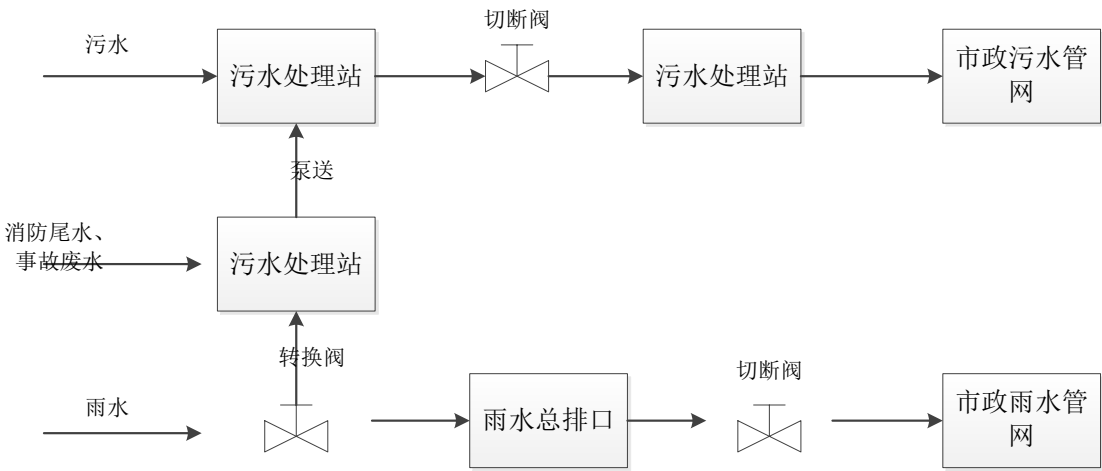 切断阀
污水
污水处理站
污水处理站
市政污水管
网
泵送
消防尾水、
事故废水
污水处理站
转换阀
切断阀
雨水
雨水总排口
市政雨水管
网